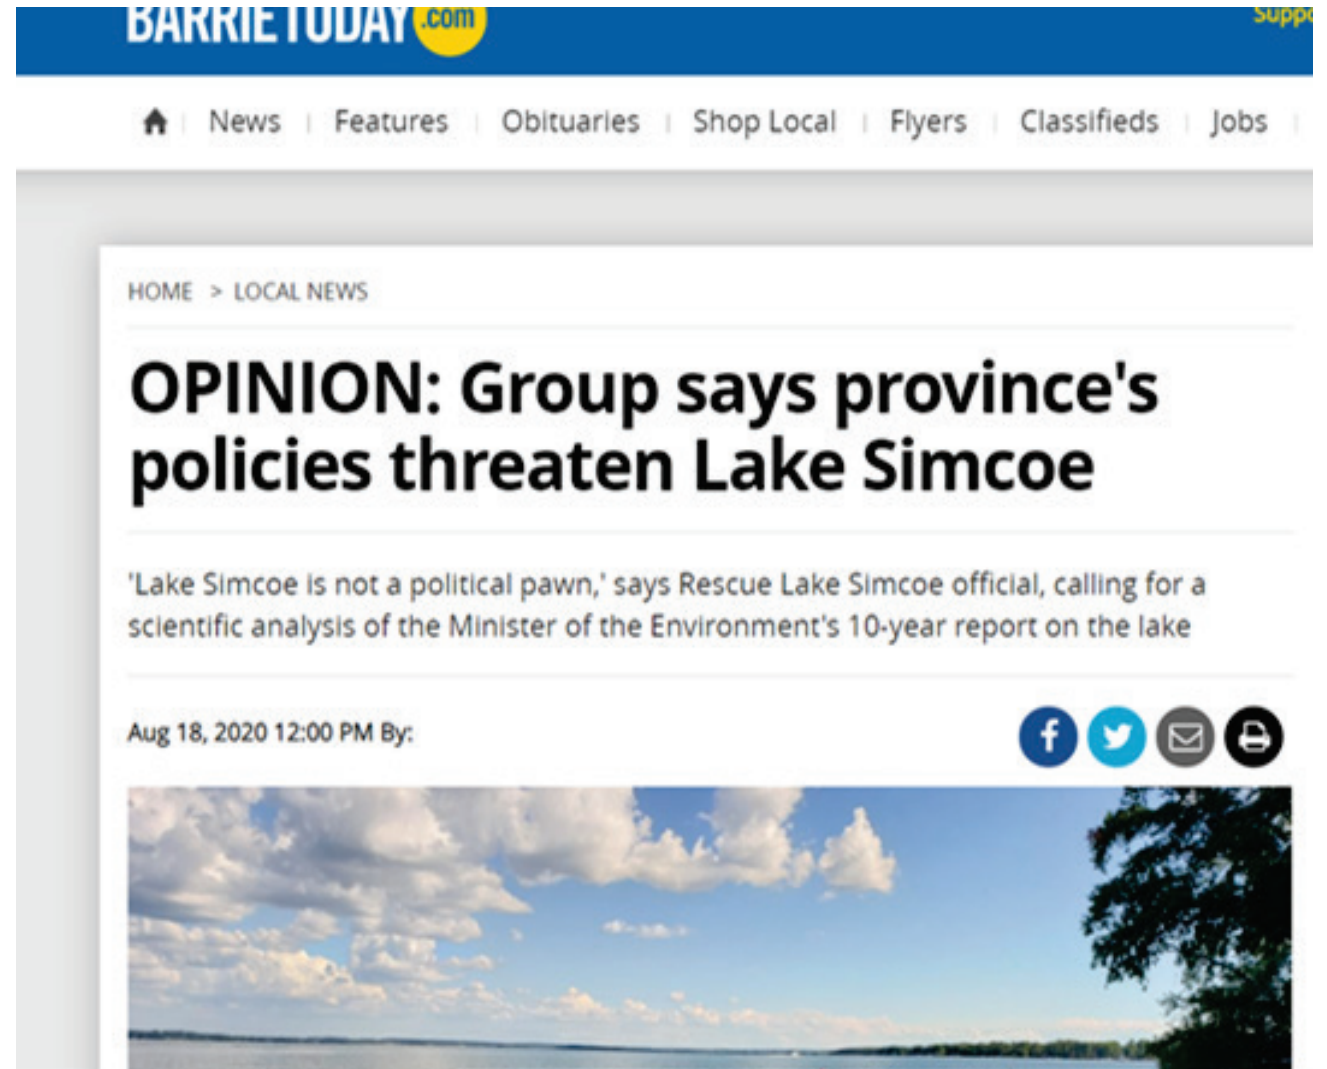 BARRIETODAY .com
News Features Obituaries Shop Local Flyers Classifieds Jobs
HOME > LOCAL NEWS
OPINION: Group says province's
policies threaten Lake Simcoe
'Lake Simcoe is not a political pawn,' says Rescue Lake Simcoe official, calling for a
scientific analysis of the Minister of the Environment's 10-year report on the lake
Aug 18, 2020 12:00 PM By: